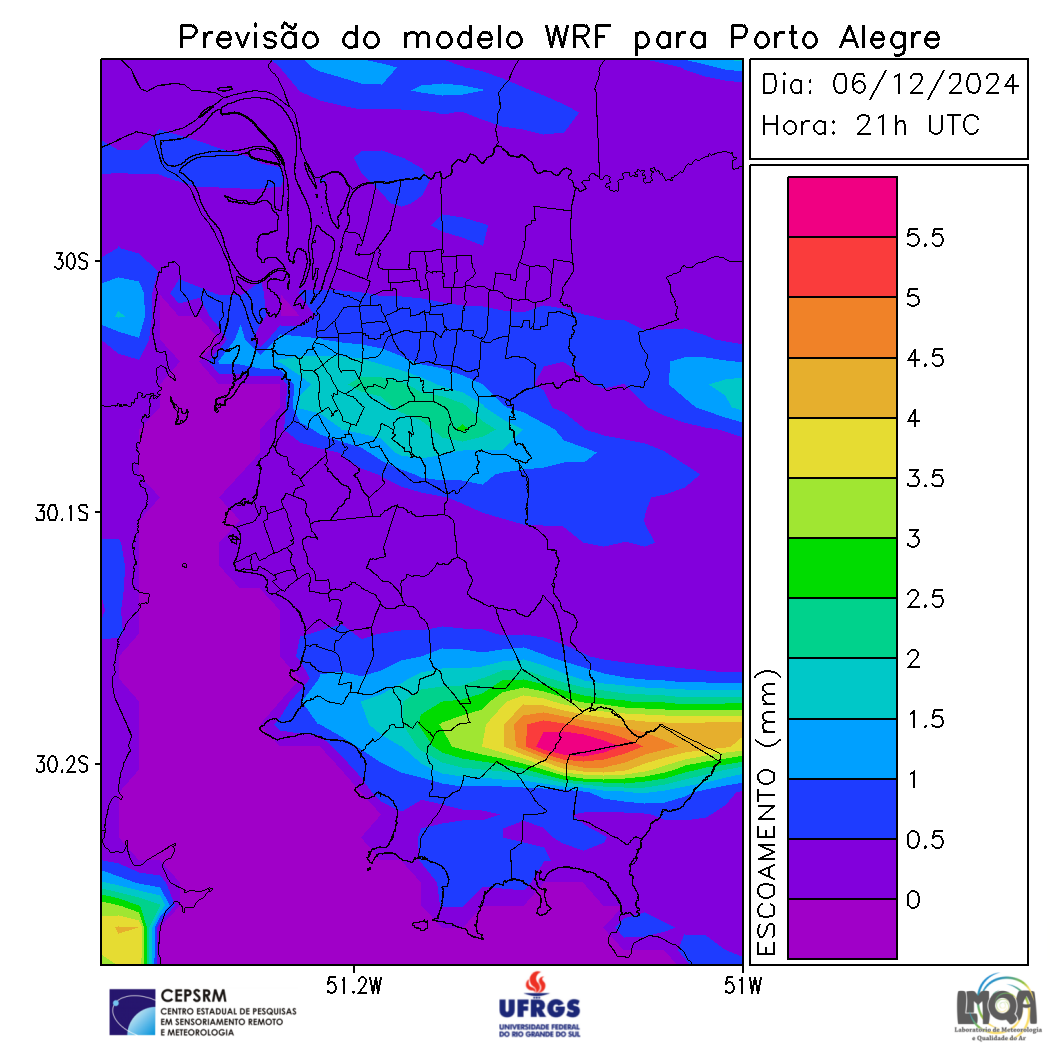 Previsão do modelo WRF para Porto Alegre
Dia: 06/12/2024
Hora: 21h UTC
5.5
5
4.5
4
3.5
3
2.5
2
1.5
1
0.5
0
ESCOAMENTO (mm)
30S
30.1S
30.2S
51.2W
51W
CEPSRM
CENTRO ESTADUAL DE PESQUISAS
EM SENSORIAMENTO REMOTO
E METEOROLOGIA
UFRGS
UNIVERSIDADE FEDERAL
DO RIO GRANDE DO SUL
LMQA
Laboratório de Meteorologia
e Qualidade do Ar